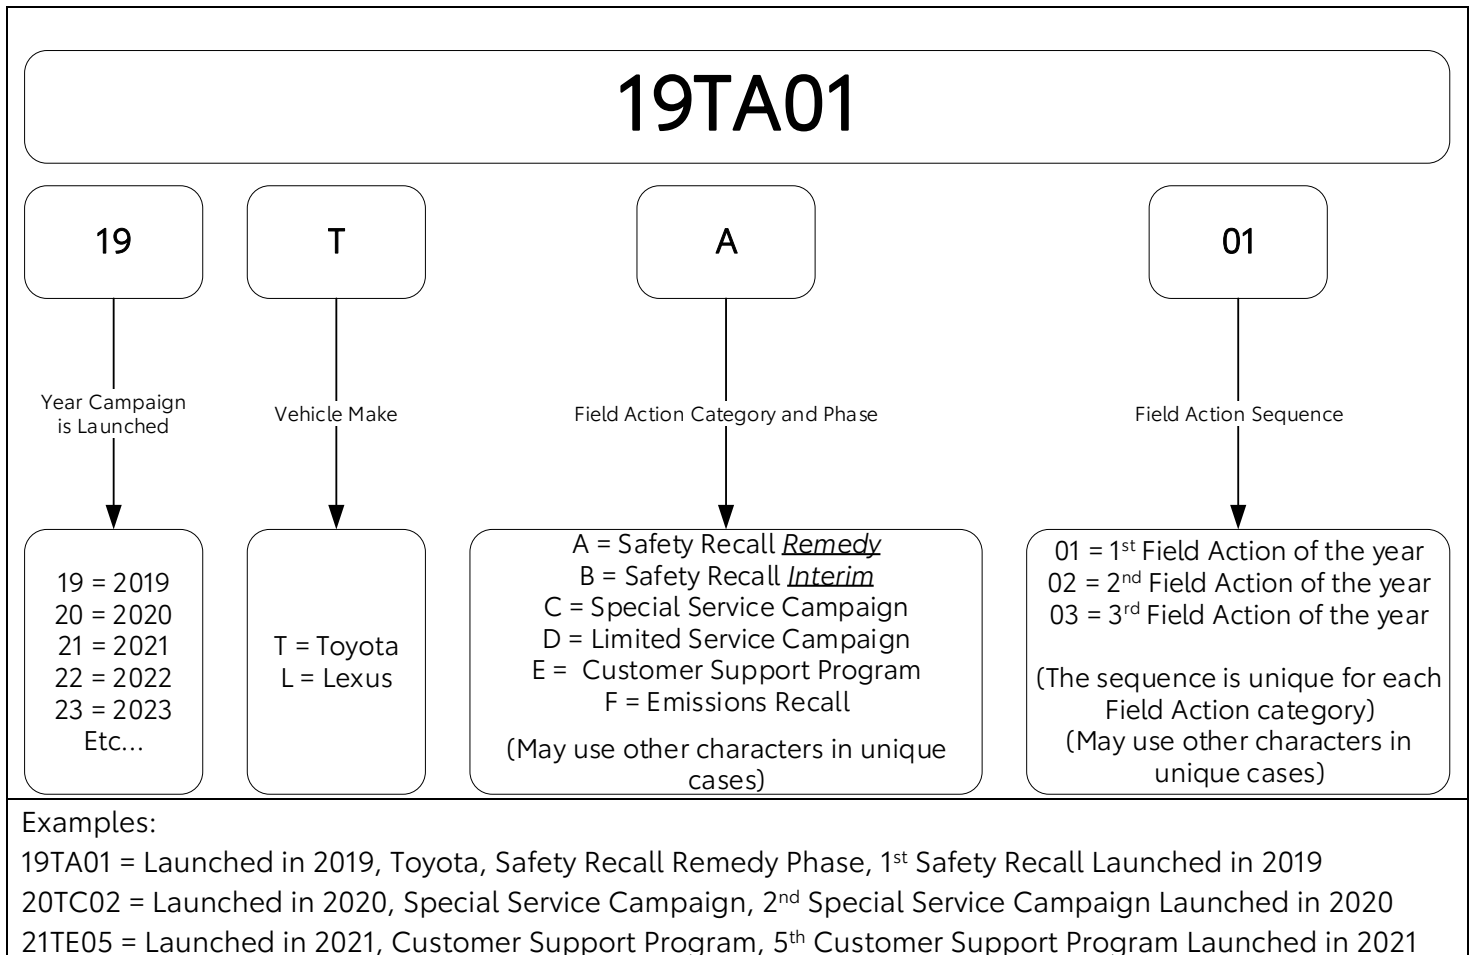 19TA01
19
T
A
01
Year Campaign
is Launched
Vehicle Make
Field Action Category and Phase
Field Action Sequence
19 = 2019
20 = 2020
21 = 2021
22 = 2022
23 = 2023
Etc...
T = Toyota
L = Lexus
A = Safety Recall Remedy
B = Safety Recall Interim
C = Special Service Campaign
D = Limited Service Campaign
E =  Customer Support Program
F = Emissions Recall
(May use other characters in unique
cases)
01 = 1st Field Action of the year
02 = 2nd Field Action of the year
03 = 3rd Field Action of the year
(The sequence is unique for each
Field Action category)
(May use other characters in
unique cases)
Examples:
19TA01 = Launched in 2019, Toyota, Safety Recall Remedy Phase, 1st Safety Recall Launched in 2019
20TC02 = Launched in 2020, Special Service Campaign, 2nd Special Service Campaign Launched in 2020
21TE05 = Launched in 2021, Customer Support Program, 5th Customer Support Program Launched in 2021